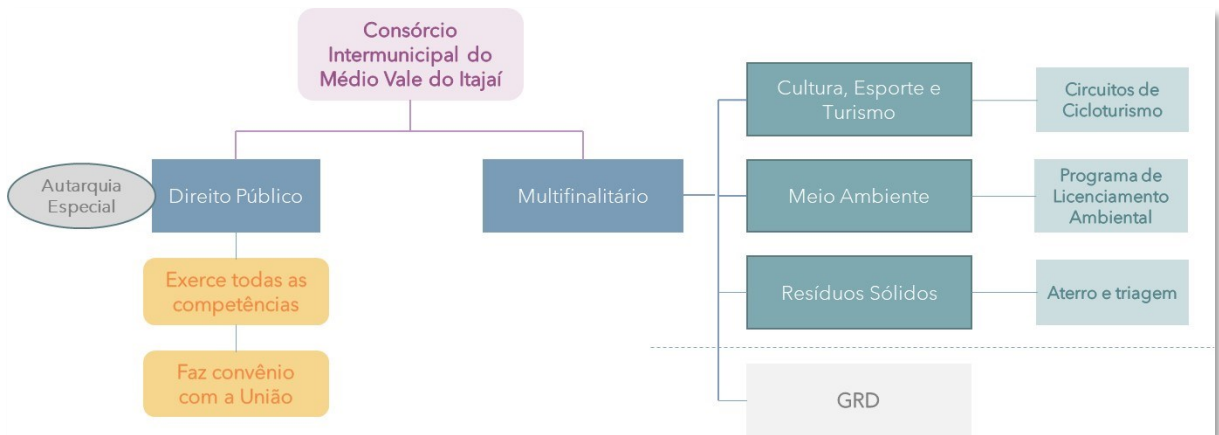 Consórcio
Intermunicipal do
Médio Vale do Itajaí
Autarquia
Especial
Direito Público
Exerce todas as
competências
Faz convênio
com a União
Multifinalitário
Cultura, Esporte e
Turismo
Circuitos de
Cicloturismo
Meio Ambiente
Programa de
Licenciamento
Ambiental
Resíduos Sólidos
Aterro e triagem
GRD